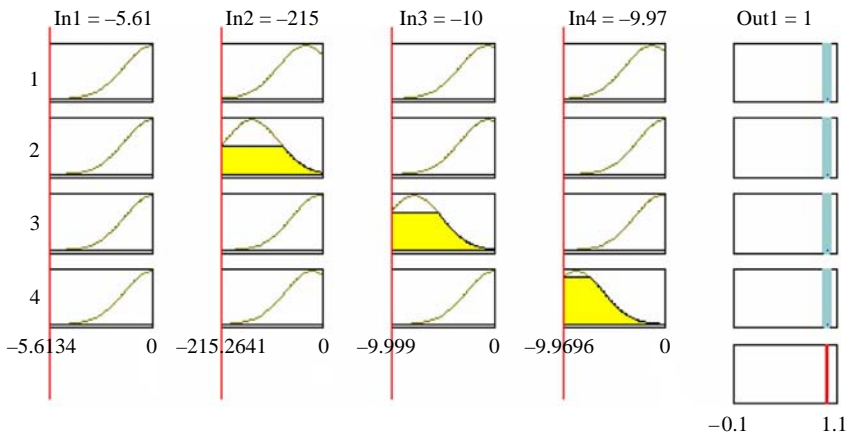 In1 = –5.61 In2 = –215 In3 = –10 In4 = –9.97 Out1 = 1
1
2
3
4
–5.6134 0 –215.2641 0 –9.999 0 –9.9696 0
–0.1 1.1